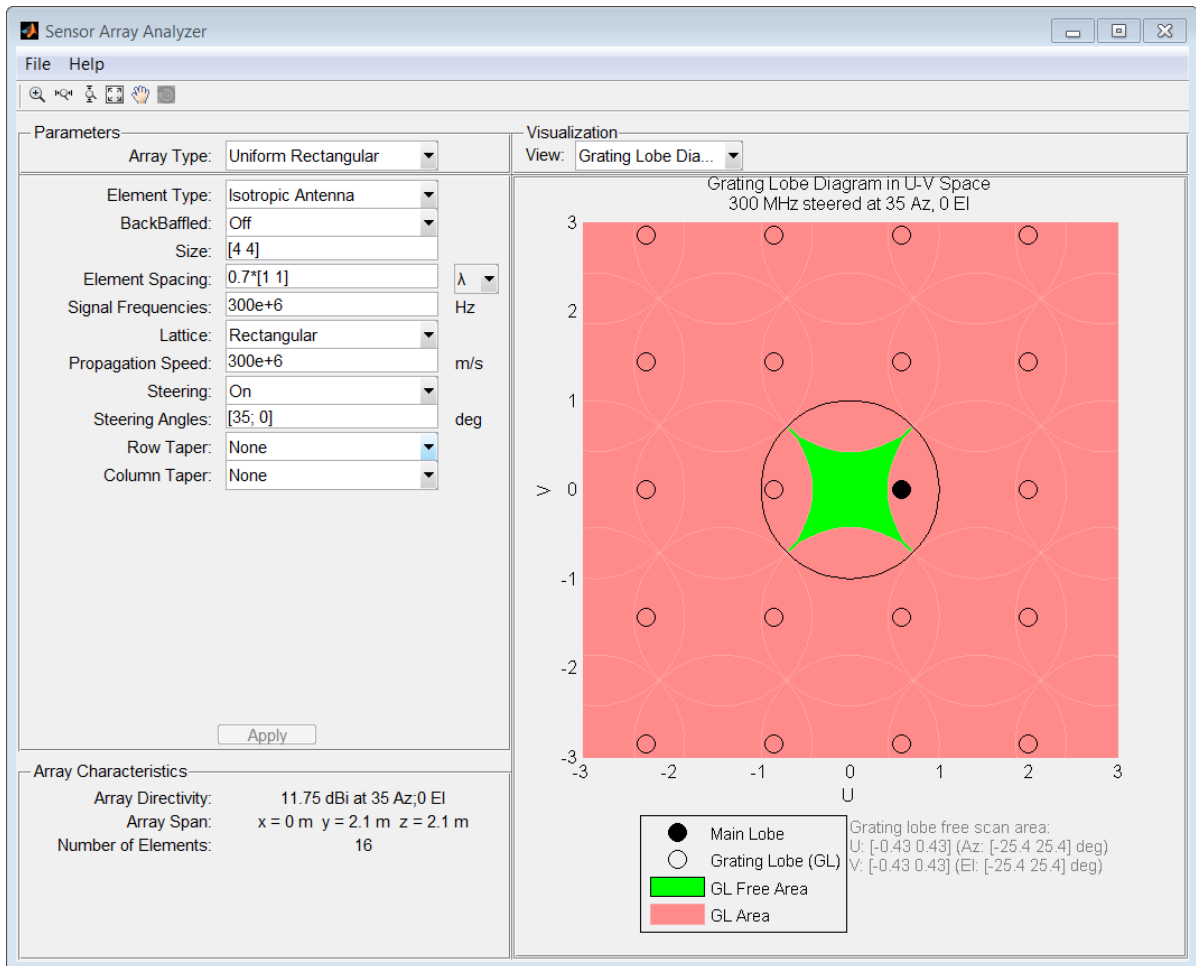 Sensor Array Analyzer
File Help
Parameters
Array Type: Uniform Rectangular
Element Type: Isotropic Antenna
BackBaffled: Off
Size: [4 4]
Element Spacing: 0.7*[1 1] λ
Signal Frequencies: 300e+6 Hz
Lattice: Rectangular
Propagation Speed: 300e+6 m/s
Steering: On
Steering Angles: [35; 0] deg
Row Taper: None
Column Taper: None
Apply
Array Characteristics
Array Directivity: 11.75 dBi at 35 Az;0 El
Array Span: x = 0 m y = 2.1 m z = 2.1 m
Number of Elements: 16
Visualization
View: Grating Lobe Dia...
Grating Lobe Diagram in U-V Space
300 MHz steered at 35 Az, 0 El
3
2
1
0
-1
-2
-3
V
-3 -2 -1 0 1 2 3
U
Main Lobe
Grating Lobe (GL)
GL Free Area
GL Area
Grating lobe free scan area:
U: [-0.43 0.43] (Az: [-25.4 25.4] deg)
V: [-0.43 0.43] (El: [-25.4 25.4] deg)